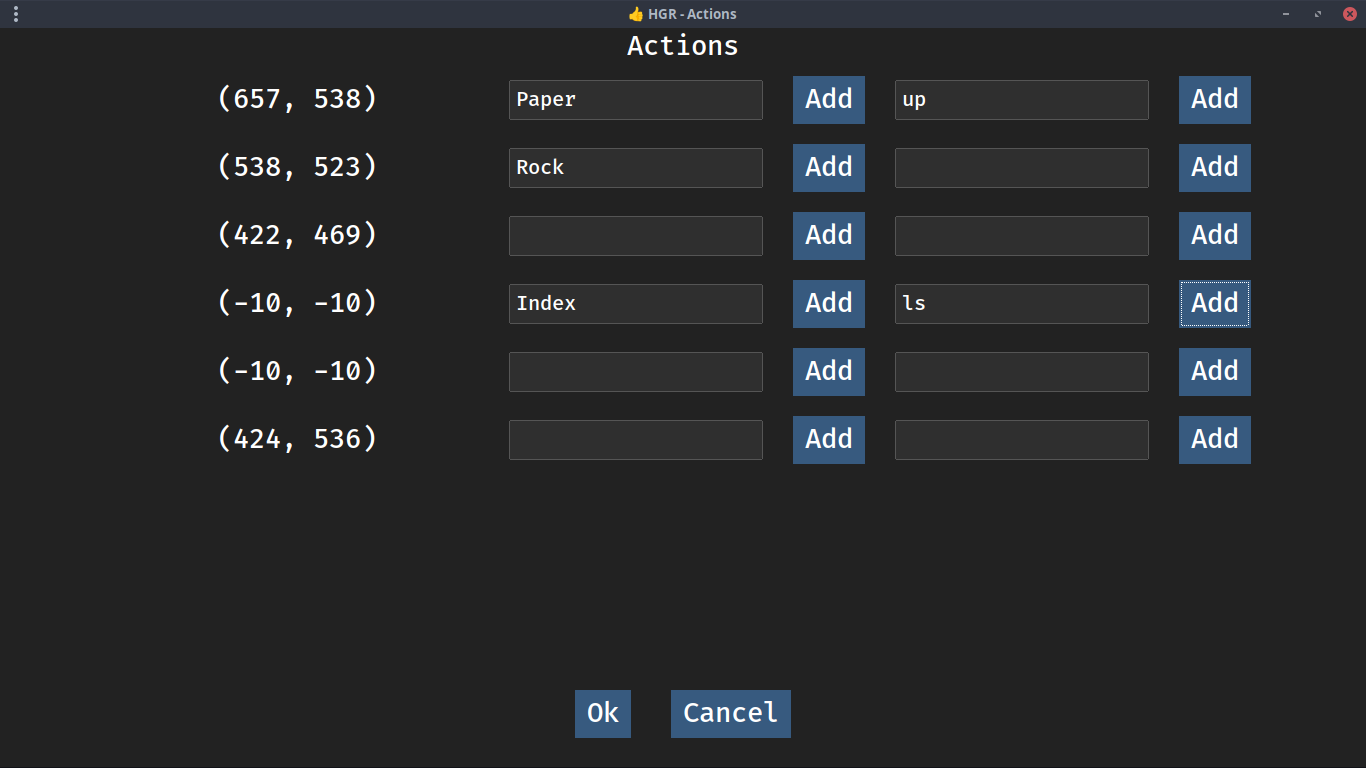 👍 HGR - Actions
Actions
(657, 538) Paper Add up Add
(538, 523) Rock Add Add
(422, 469) Add Add
(-10, -10) Index Add ls Add
(-10, -10) Add Add
(424, 536) Add Add
Ok Cancel